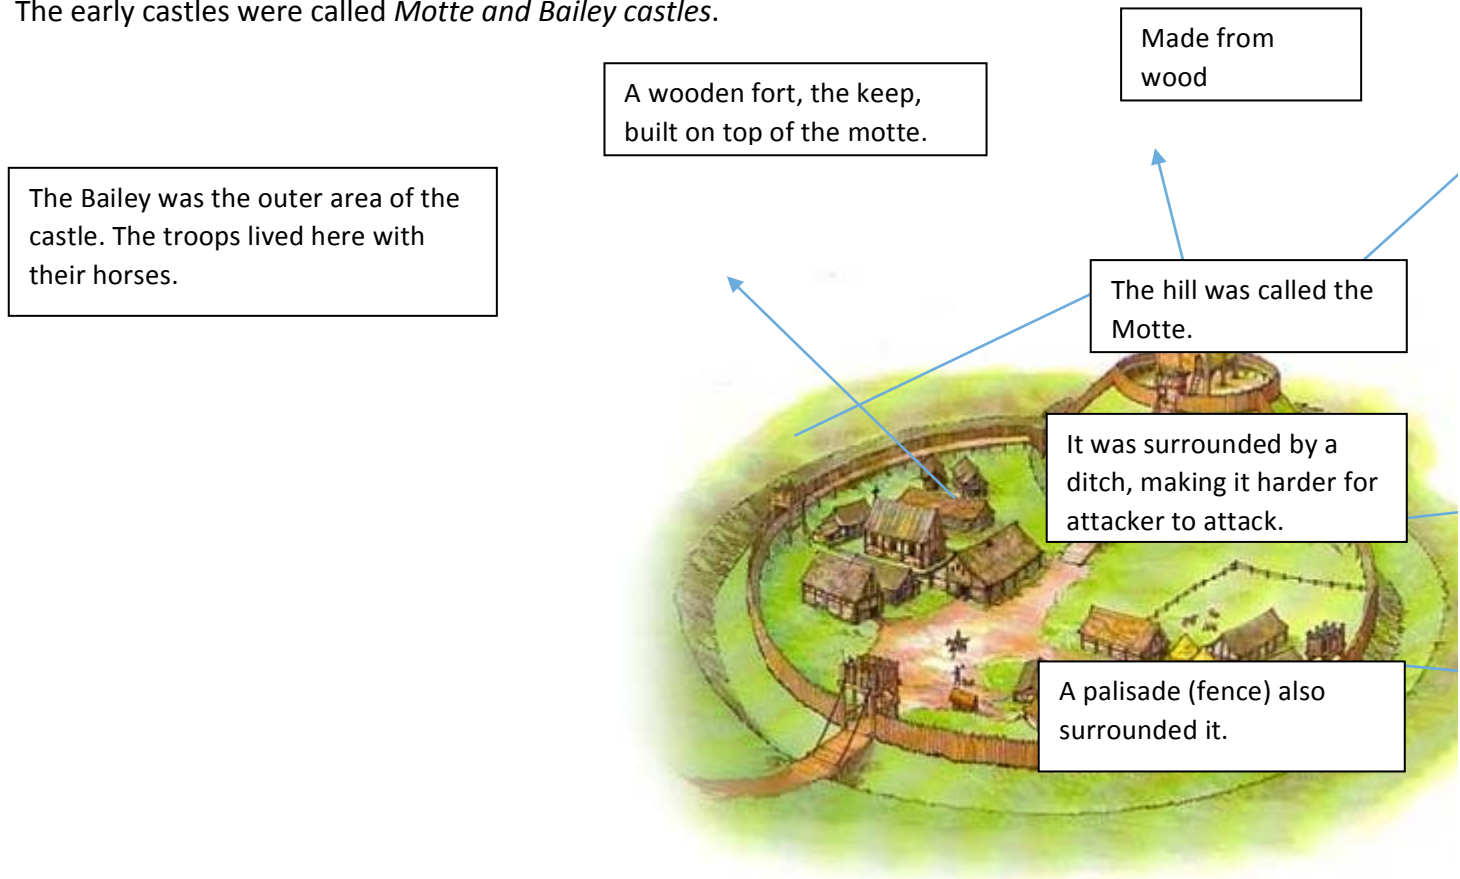 The early castles were called Motte and Bailey castles.
Made from
wood
A wooden fort, the keep,
built on top of the motte.
The Bailey was the outer area of the
castle. The troops lived here with
their horses.
The hill was called the
Motte.
It was surrounded by a
ditch, making it harder for
attacker to attack.
A palisade (fence) also
surrounded it.